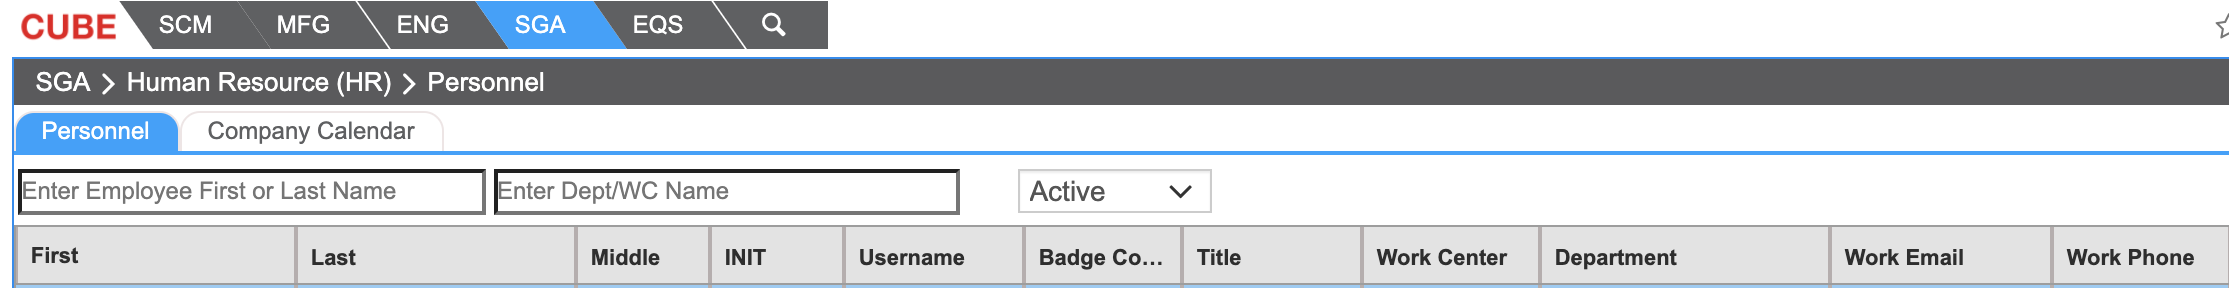 CUBE SCM MFG ENG SGA EQS
SGA > Human Resource (HR) > Personnel
Personnel Company Calendar
Enter Employee First or Last Name Enter Dept/WC Name Active
First Last Middle INIT Username Badge Co... Title Work Center Department Work Email Work Phone